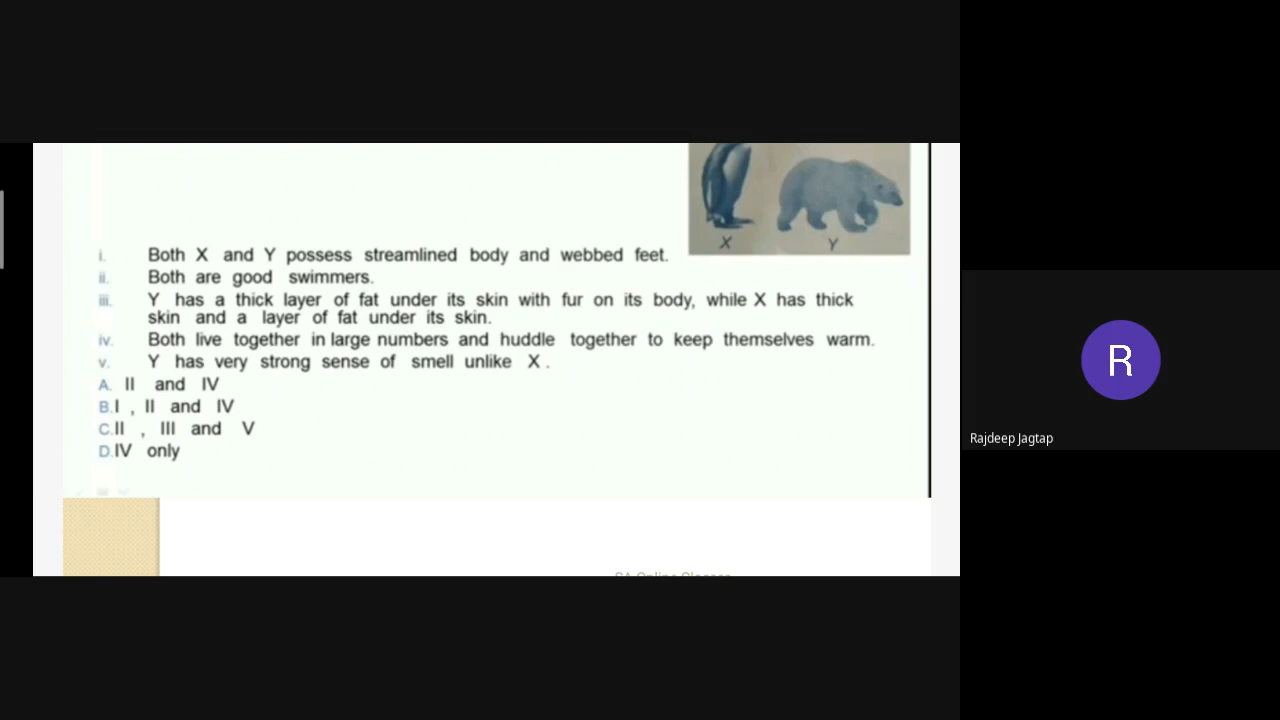 X
Y
i. Both X and Y possess streamlined body and webbed feet.
ii. Both are good swimmers.
iii. Y has a thick layer of fat under its skin with fur on its body, while X has thick
skin and a layer of fat under its skin.
iv. Both live together in large numbers and huddle together to keep themselves warm.
v. Y has very strong sense of smell unlike X.
A. II and IV
B. I , II and IV
C. II , III and V
D. IV only
R
Rajdeep Jagtap